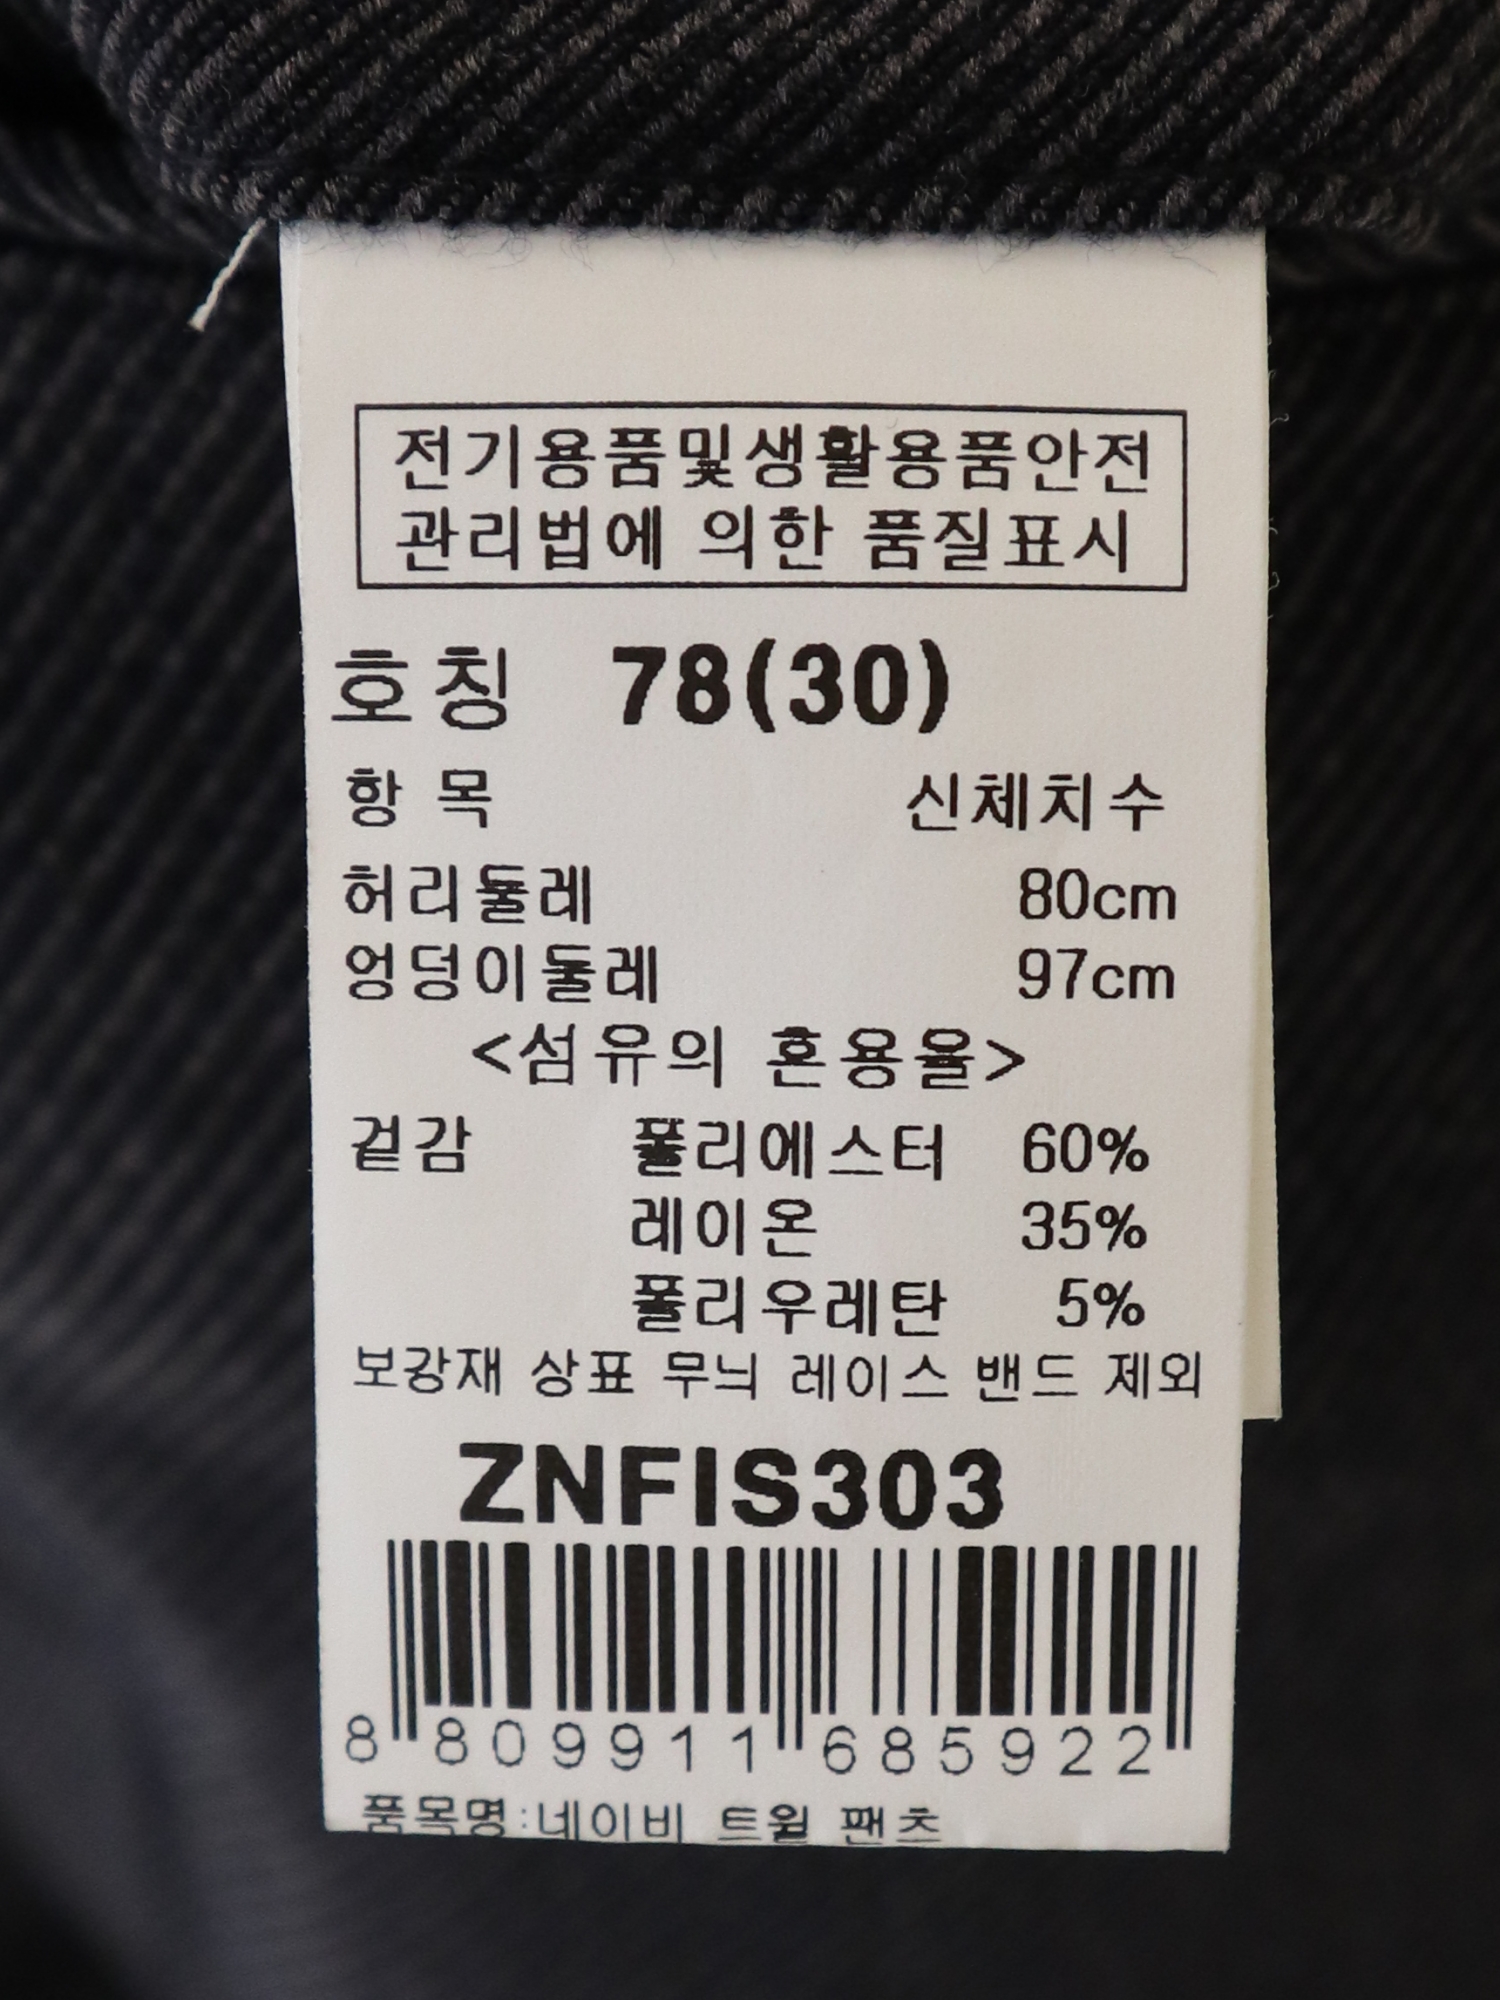 전기용품및생활용품안전
관리법에 의한 품질표시
호칭 78(30)
항목 신체치수
허리둘레 80cm
엉덩이둘레 97cm
<섬유의 혼용율>
겉감 폴리에스터 60%
레이온 35%
폴리우레탄 5%
보강재 상표 무늬 레이스 밴드 제외
ZNFIS303
8 809911 685922
품목명:네이비 트윌 팬츠